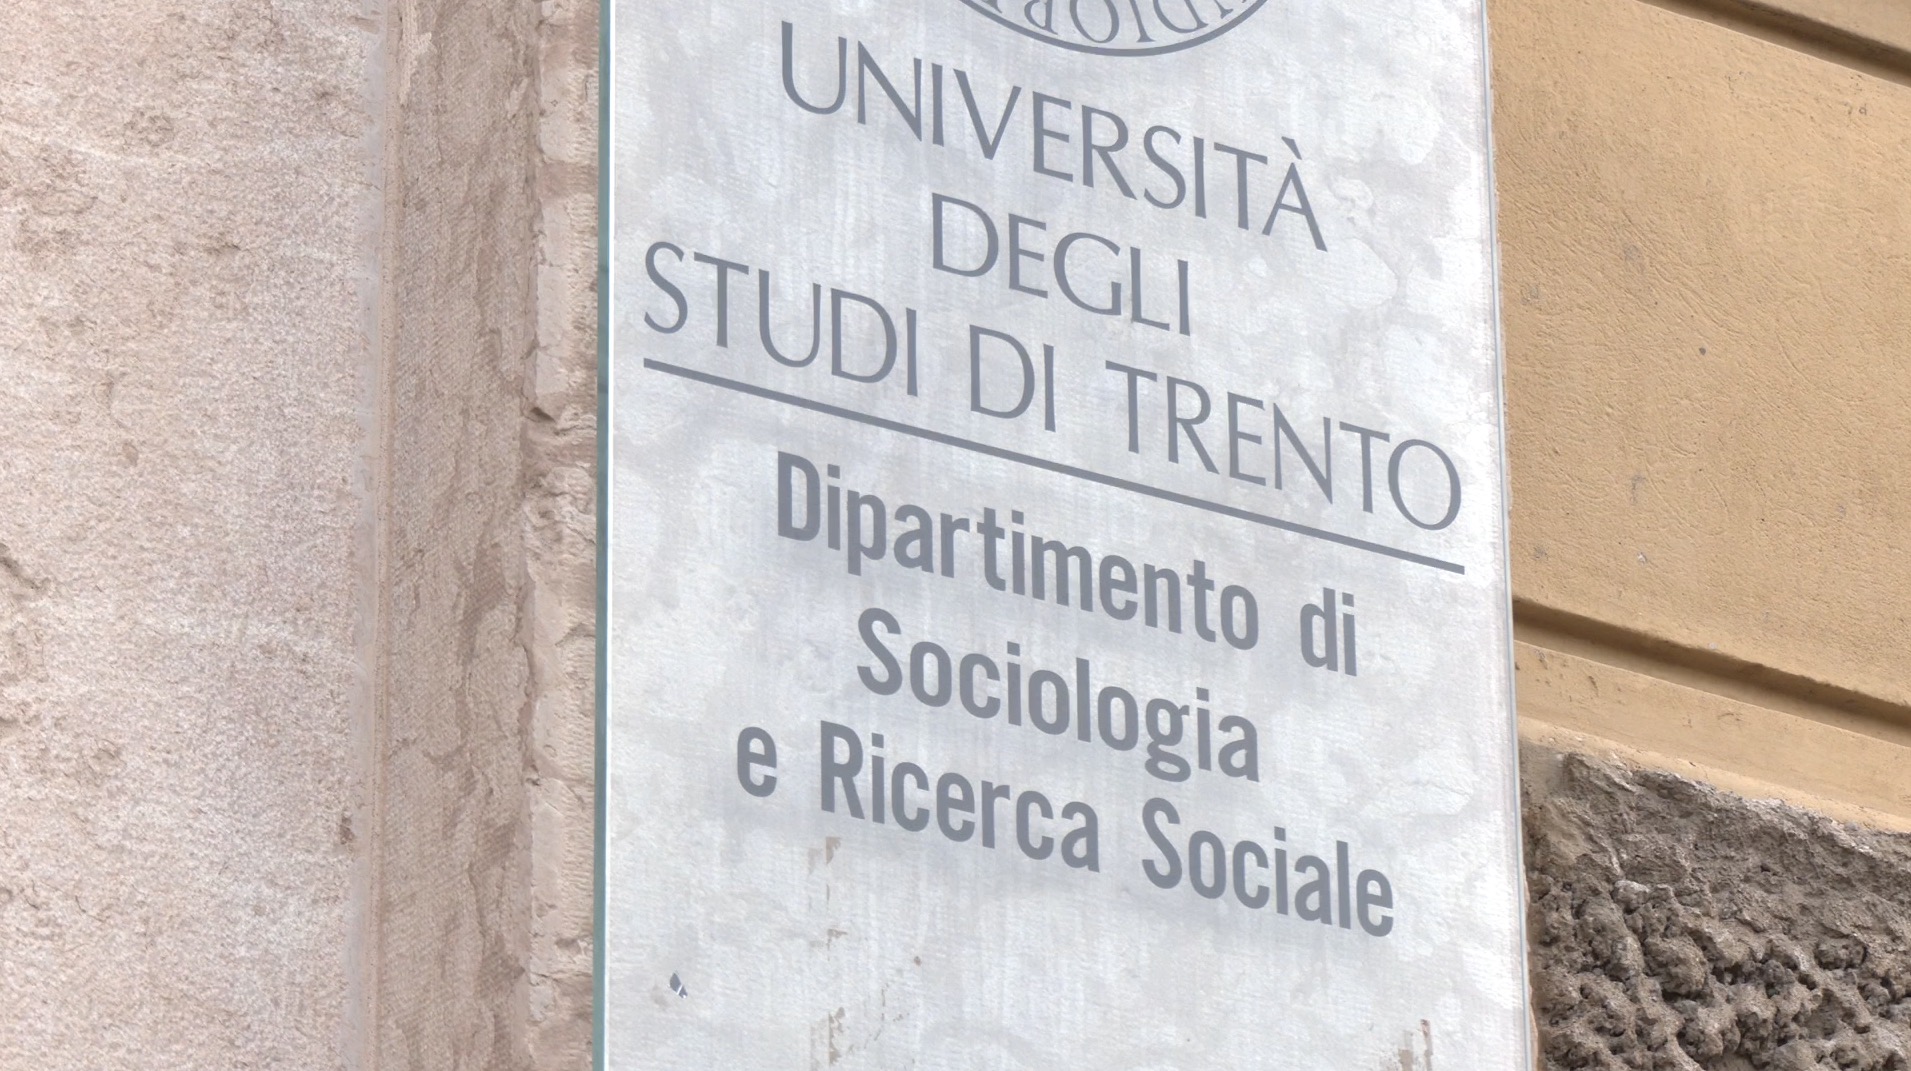 UNIVERSITÀ
DEGLI
STUDI DI TRENTO
Dipartimento di
Sociologia
e Ricerca Sociale